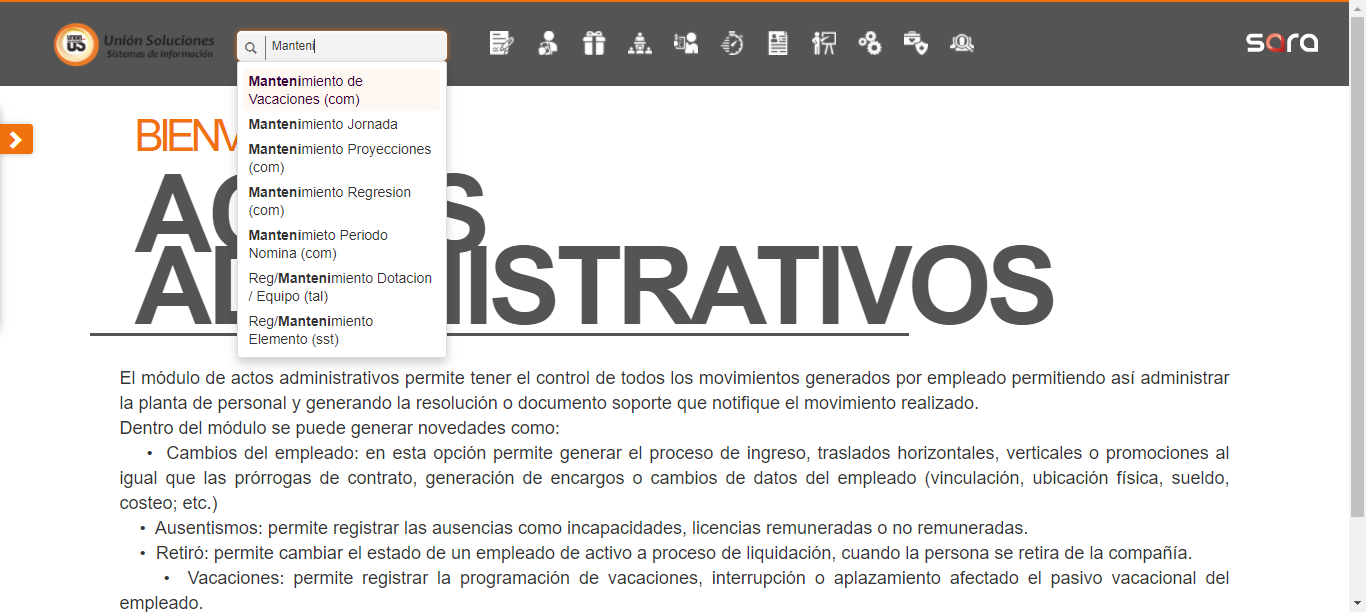 UNION
US
Unión Soluciones
Sistemas de Información
Manteni
sara
Mantenimiento de
Vacaciones (com)
Mantenimiento Jornada
Mantenimiento Proyecciones
(com)
Mantenimiento Regresion
(com)
Mantenimieto Periodo
Nomina (com)
Reg/Mantenimiento Dotacion
/ Equipo (tal)
Reg/Mantenimiento
Elemento (sst)
BIENV
AC S
AD NISTRATIVOS
El módulo de actos administrativos permite tener el control de todos los movimientos generados por empleado permitiendo así administrar
la planta de personal y generando la resolución o documento soporte que notifique el movimiento realizado.
Dentro del módulo se puede generar novedades como:
• Cambios del empleado: en esta opción permite generar el proceso de ingreso, traslados horizontales, verticales o promociones al
igual que las prórrogas de contrato, generación de encargos o cambios de datos del empleado (vinculación, ubicación física, sueldo,
costeo; etc.)
• Ausentismos: permite registrar las ausencias como incapacidades, licencias remuneradas o no remuneradas.
• Retiró: permite cambiar el estado de un empleado de activo a proceso de liquidación, cuando la persona se retira de la compañía.
• Vacaciones: permite registrar la programación de vacaciones, interrupción o aplazamiento afectado el pasivo vacacional del
empleado.